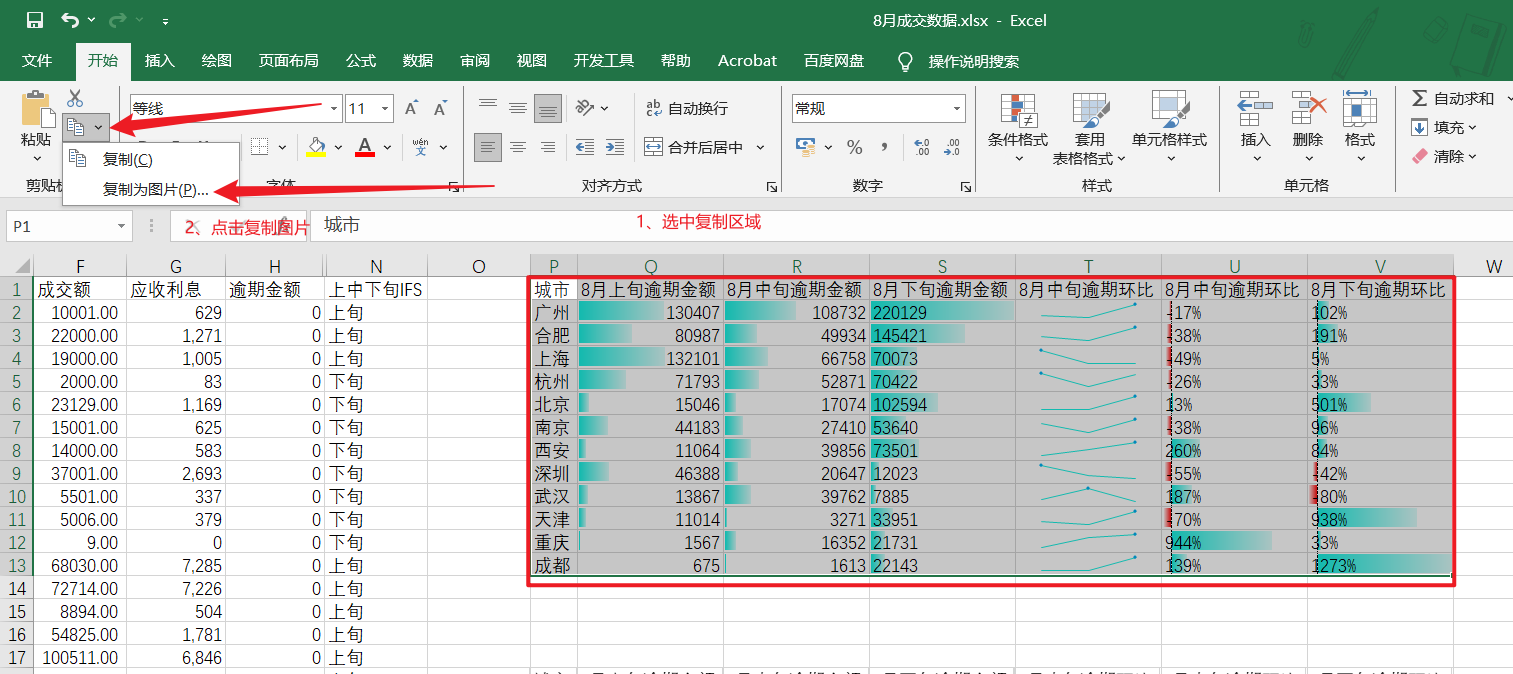 8月成交数据.xlsx - Excel
文件 开始 插入 绘图 页面布局 公式 数据 审阅 视图 开发工具 帮助 Acrobat 百度网盘 操作说明搜索
等线 11 A A ab 自动换行 常规 条件格式 套用 表格格式 单元格样式 插入 删除 格式 自动求和
粘贴 A wén 文 合并后居中 % 填充
复制(C) 清除
复制为图片(P)...
字体 对齐方式 数字 样式 单元格
P1 2、点击复制图片 城市 1、选中复制区域
F G H N O P Q R S T U V W
1 成交额 应收利息 逾期金额 上中下旬IFS 城市 8月上旬逾期金额 8月中旬逾期金额 8月下旬逾期金额 8月中旬逾期环比 8月中旬逾期环比 8月下旬逾期环比
2 10001.00 629 0 上旬 广州 130407 108732 220129 -17% 102%
3 22000.00 1,271 0 上旬 合肥 80987 49934 145421 -38% 191%
4 19000.00 1,005 0 上旬 上海 132101 66758 70073 -49% 5%
5 2000.00 83 0 下旬 杭州 71793 52871 70422 -26% 33%
6 23129.00 1,169 0 下旬 北京 15046 17074 102594 13% 501%
7 15001.00 625 0 下旬 南京 44183 27410 53640 -38% 96%
8 14000.00 583 0 下旬 西安 11064 39856 73501 260% 84%
9 37001.00 2,693 0 下旬 深圳 46388 20647 12023 -55% -42%
10 5501.00 337 0 下旬 武汉 13867 39762 7885 187% -80%
11 5006.00 379 0 下旬 天津 11014 3271 33951 -70% 938%
12 9.00 0 0 下旬 重庆 1567 16352 21731 944% 33%
13 68030.00 7,285 0 上旬 成都 675 1613 22143 139% 1273%
14 72714.00 7,226 0 上旬
15 8894.00 504 0 上旬
16 54825.00 1,781 0 上旬
17 100511.00 6,846 0 上旬